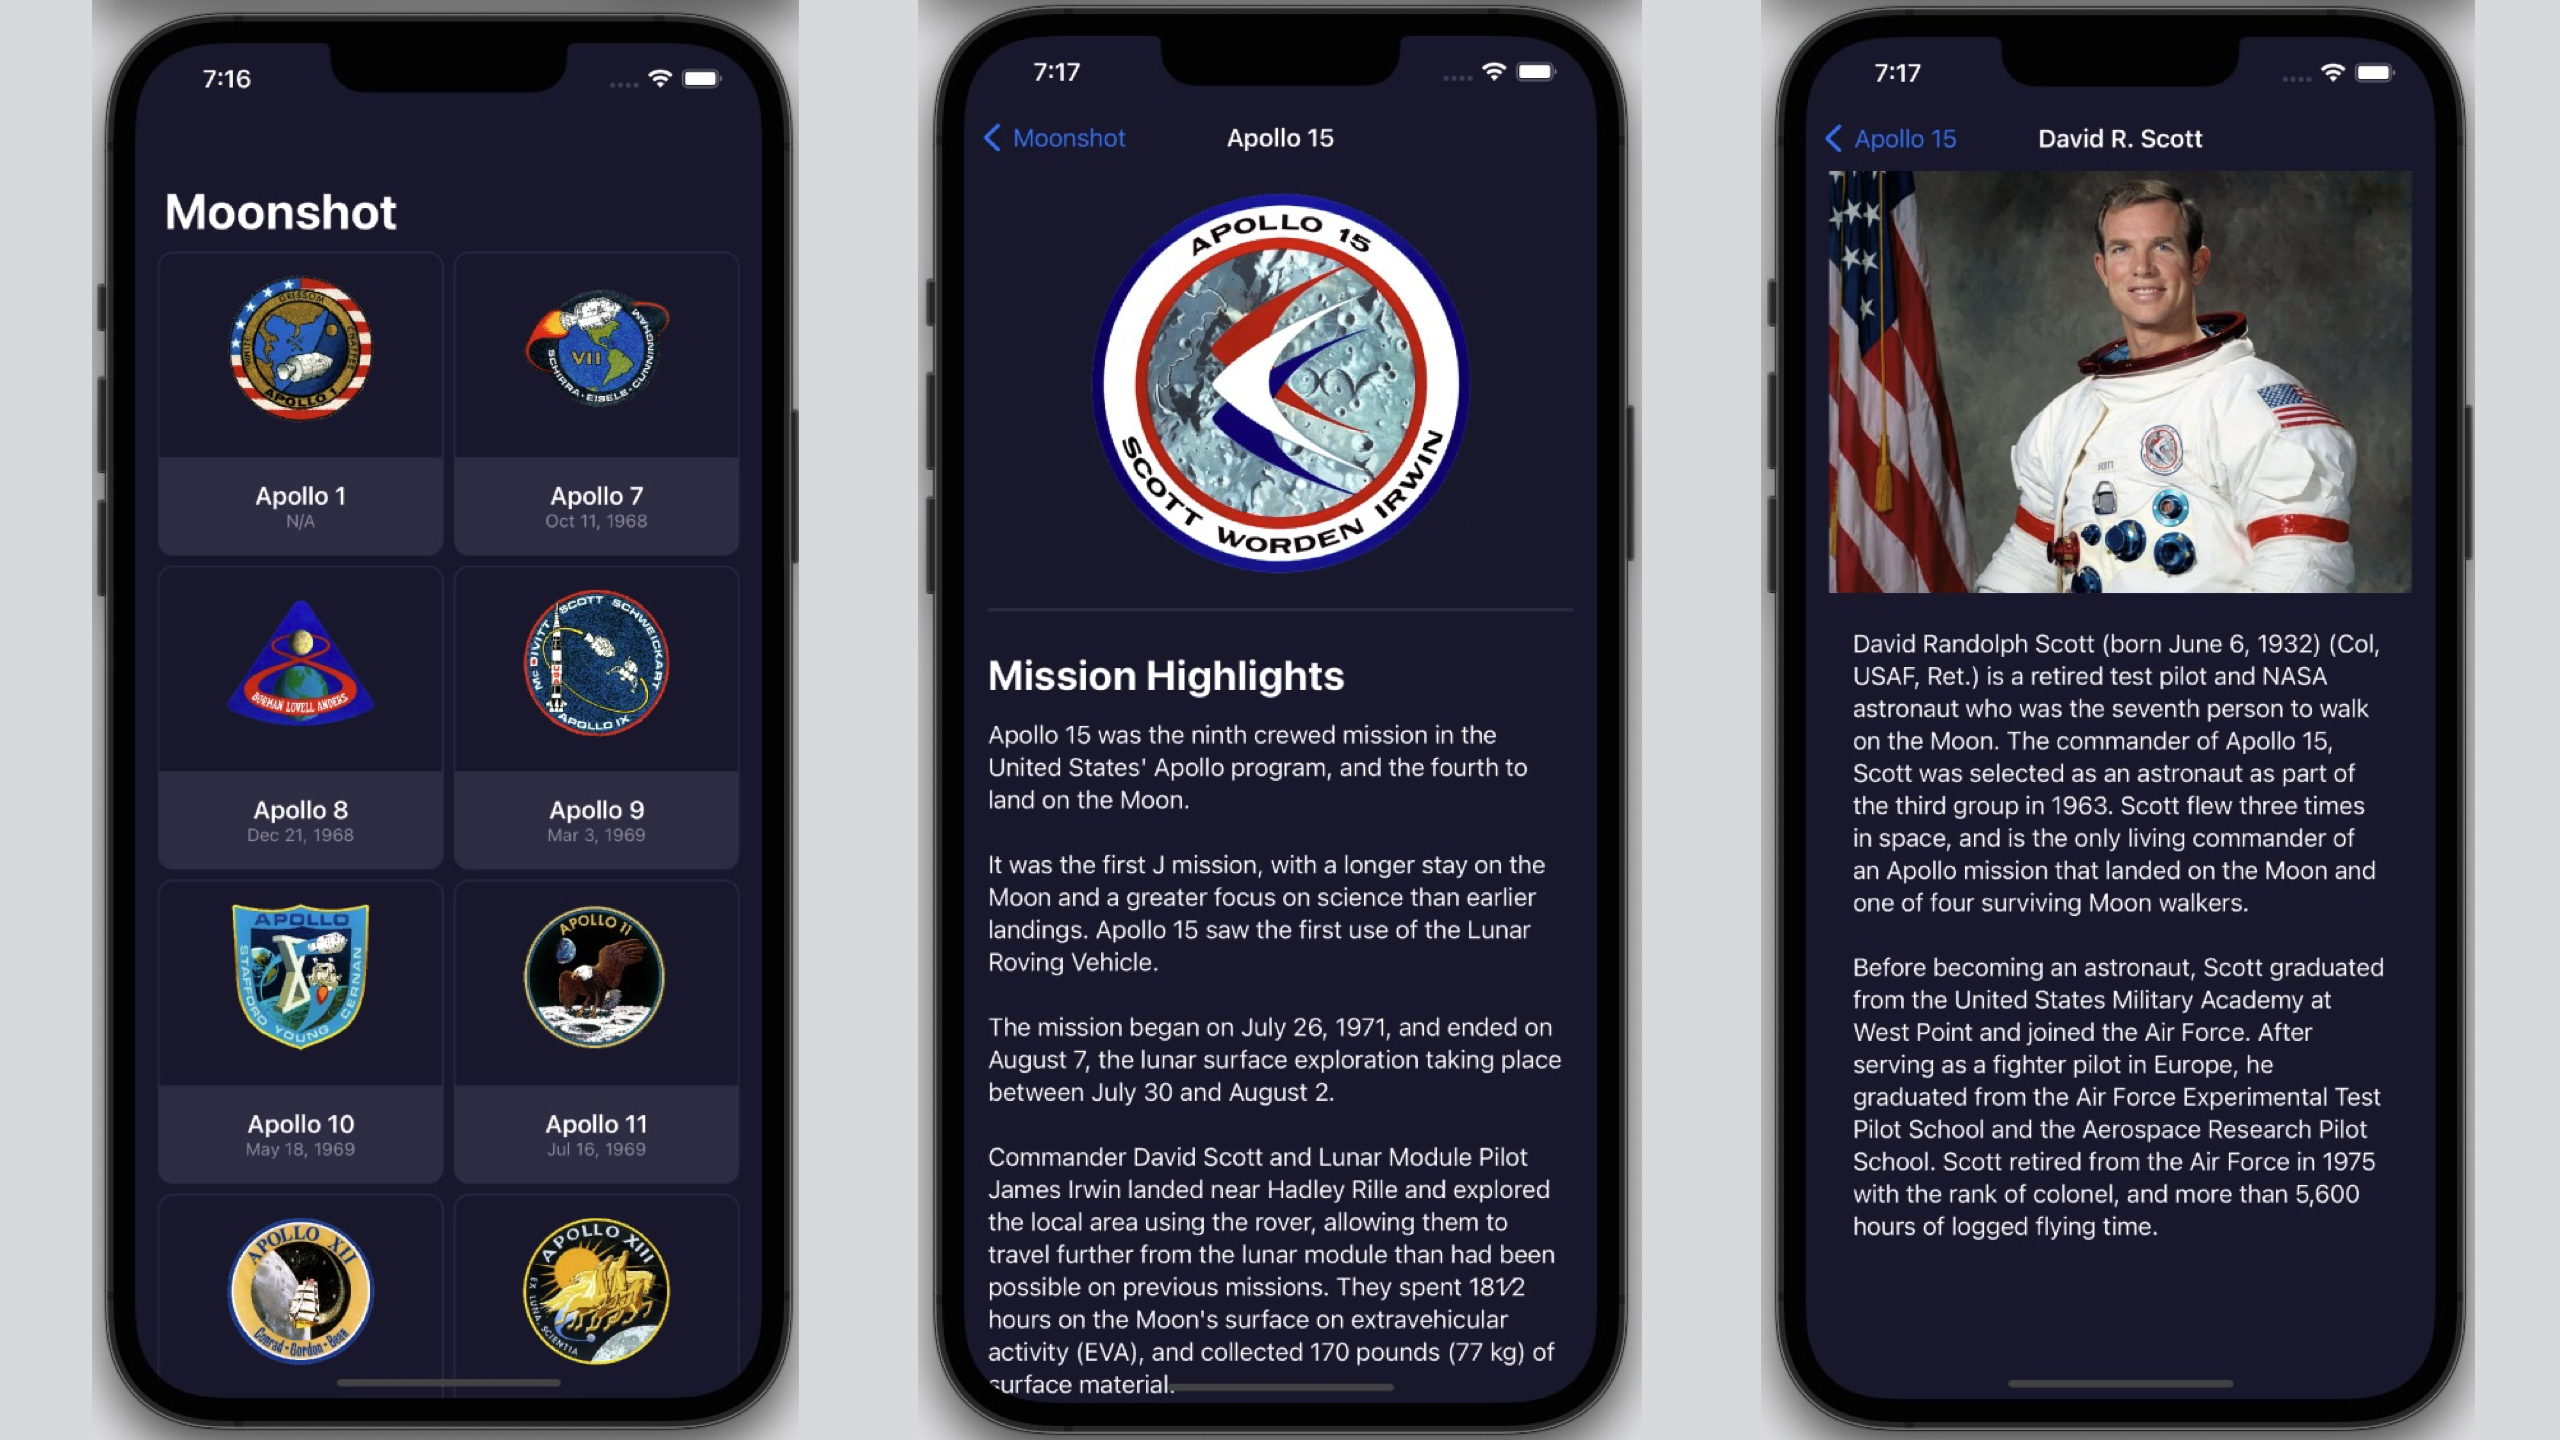 7:16
Moonshot
GRISSOM
WHITE
CHAFFEE
APOLLO 1
Apollo 1
N/A
VII
SCHIRRA • EISELE • CUNNINGHAM
Apollo 7
Oct 11, 1968
BORMAN LOVELL ANDERS
Apollo 8
Dec 21, 1968
McDIVITT SCOTT SCHWEICKART
APOLLO IX
Apollo 9
Mar 3, 1969
APOLLO
X
STAFFORD YOUNG CERNAN
Apollo 10
May 18, 1969
APOLLO 11
Apollo 11
Jul 16, 1969
APOLLO XII
Conrad • Gordon • Bean
APOLLO XIII
EX LUNA, SCIENTIA
7:17
Moonshot
Apollo 15
APOLLO 15
SCOTT WORDEN IRWIN
Mission Highlights
Apollo 15 was the ninth crewed mission in the
United States' Apollo program, and the fourth to
land on the Moon.
It was the first J mission, with a longer stay on the
Moon and a greater focus on science than earlier
landings. Apollo 15 saw the first use of the Lunar
Roving Vehicle.
The mission began on July 26, 1971, and ended on
August 7, the lunar surface exploration taking place
between July 30 and August 2.
Commander David Scott and Lunar Module Pilot
James Irwin landed near Hadley Rille and explored
the local area using the rover, allowing them to
travel further from the lunar module than had been
possible on previous missions. They spent 181⁄2
hours on the Moon's surface on extravehicular
activity (EVA), and collected 170 pounds (77 kg) of
surface material.
7:17
Apollo 15
David R. Scott
SCOTT
David Randolph Scott (born June 6, 1932) (Col,
USAF, Ret.) is a retired test pilot and NASA
astronaut who was the seventh person to walk
on the Moon. The commander of Apollo 15,
Scott was selected as an astronaut as part of
the third group in 1963. Scott flew three times
in space, and is the only living commander of
an Apollo mission that landed on the Moon and
one of four surviving Moon walkers.
Before becoming an astronaut, Scott graduated
from the United States Military Academy at
West Point and joined the Air Force. After
serving as a fighter pilot in Europe, he
graduated from the Air Force Experimental Test
Pilot School and the Aerospace Research Pilot
School. Scott retired from the Air Force in 1975
with the rank of colonel, and more than 5,600
hours of logged flying time.